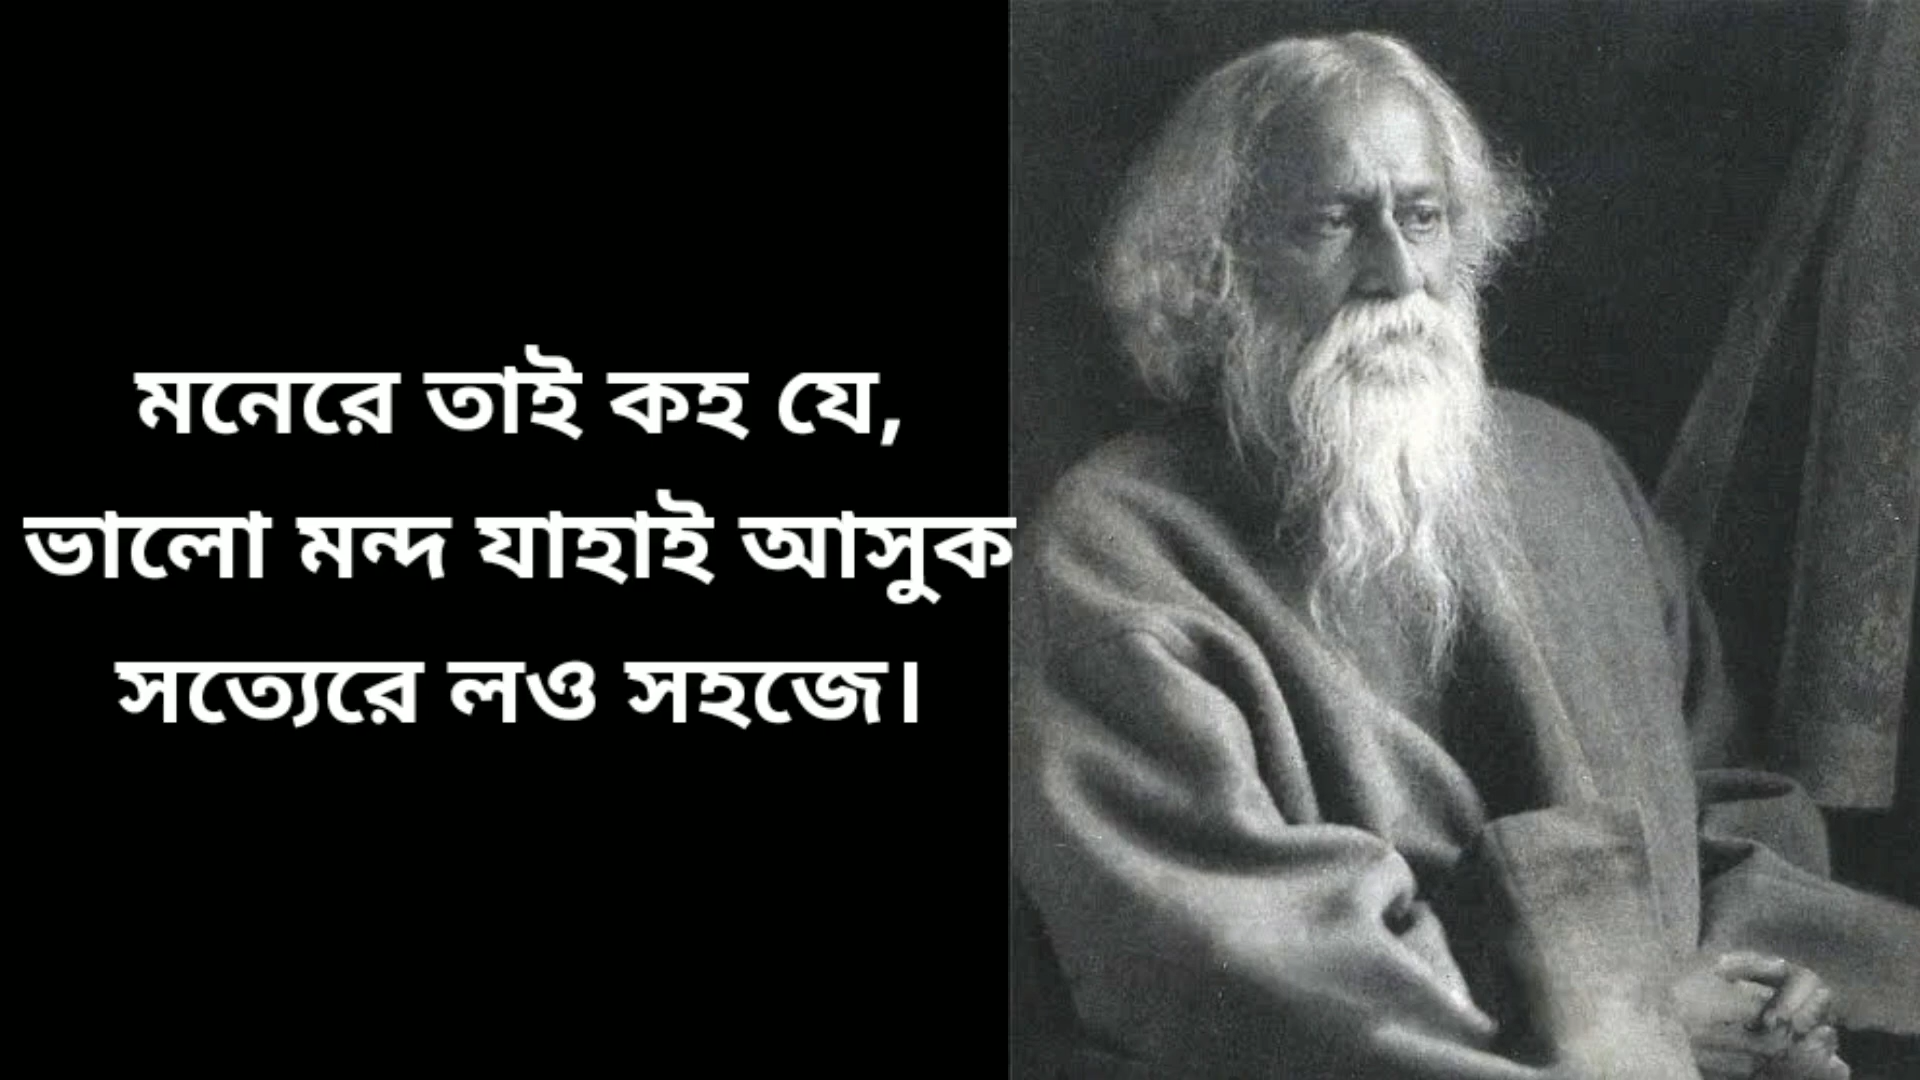 মনেরে তাই কহ যে,
ভালো মন্দ যাহাই আসুক
সত্যেরে লও সহজে।